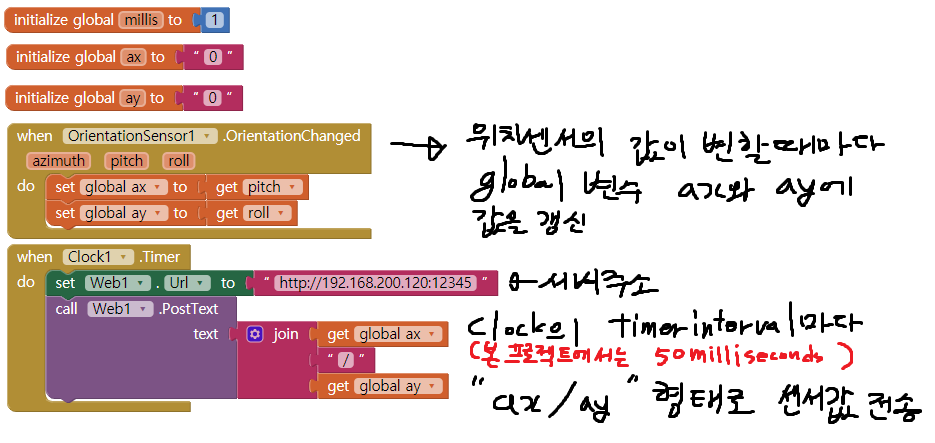 initialize global millis to 1
initialize global ax to " 0 "
initialize global ay to " 0 "
when OrientationSensor1 .OrientationChanged
azimuth pitch roll
do set global ax to get pitch
set global ay to get roll
위치센서의 값이 변할때마다
global 변수 ax와 ay에
값을 갱신
when Clock1 .Timer
do set Web1 . Url to " http://192.168.200.120:12345 "
서버주소
call Web1 .PostText
text join get global ax
" / "
get global ay
Clock의 timerinterval마다
(본 프로젝트에서는 50milliseconds)
"ax/ay" 형태로 센서값 전송